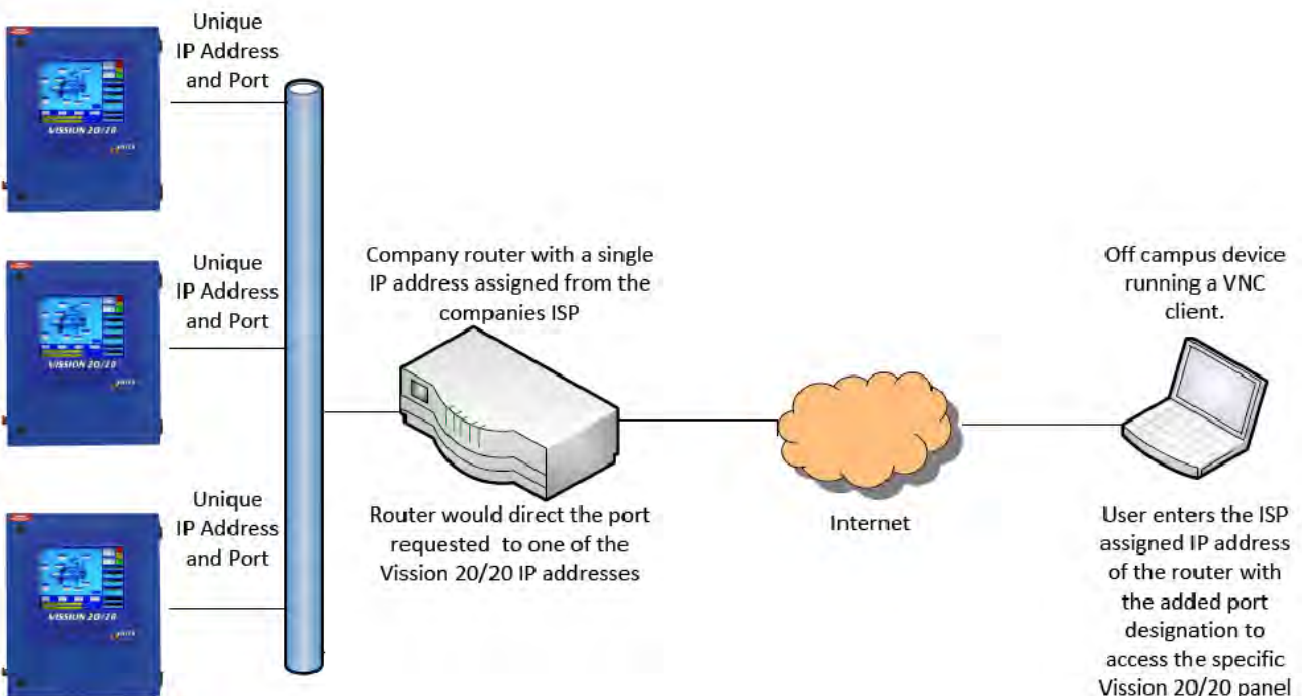 Unique
IP Address
and Port
VISSION 20/20
Unique
IP Address
and Port
VISSION 20/20
Unique
IP Address
and Port
VISSION 20/20
Company router with a single
IP address assigned from the
companies ISP
Router would direct the port
requested to one of the
Vission 20/20 IP addresses
Internet
Off campus device
running a VNC
client.
User enters the ISP
assigned IP address
of the router with
the added port
designation to
access the specific
Vission 20/20 panel